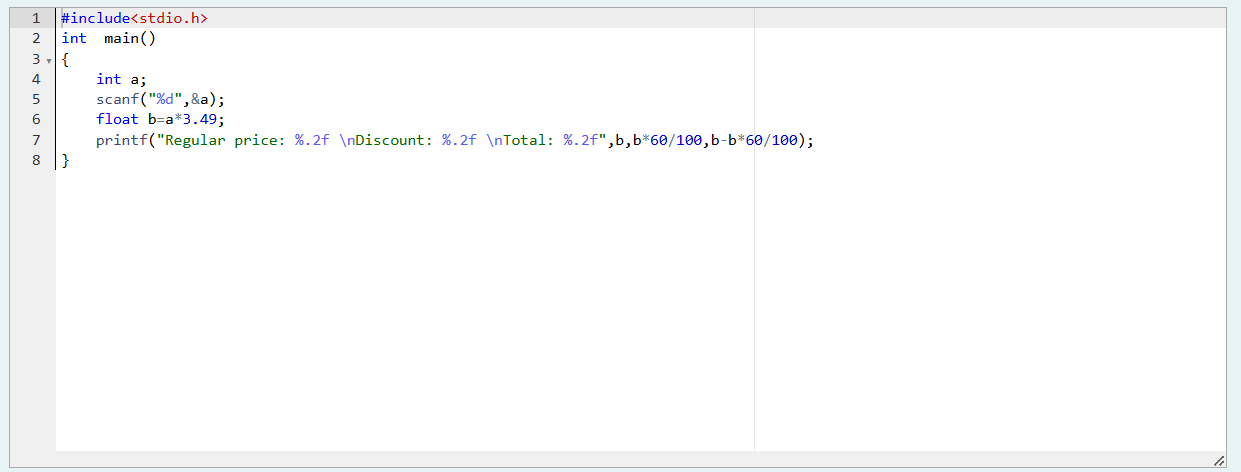 1 #include<stdio.h>
2 int  main()
3 {
4     int a;
5     scanf("%d",&a);
6     float b=a*3.49;
7     printf("Regular price: %.2f \nDiscount: %.2f \nTotal: %.2f",b,b*60/100,b-b*60/100);
8 }